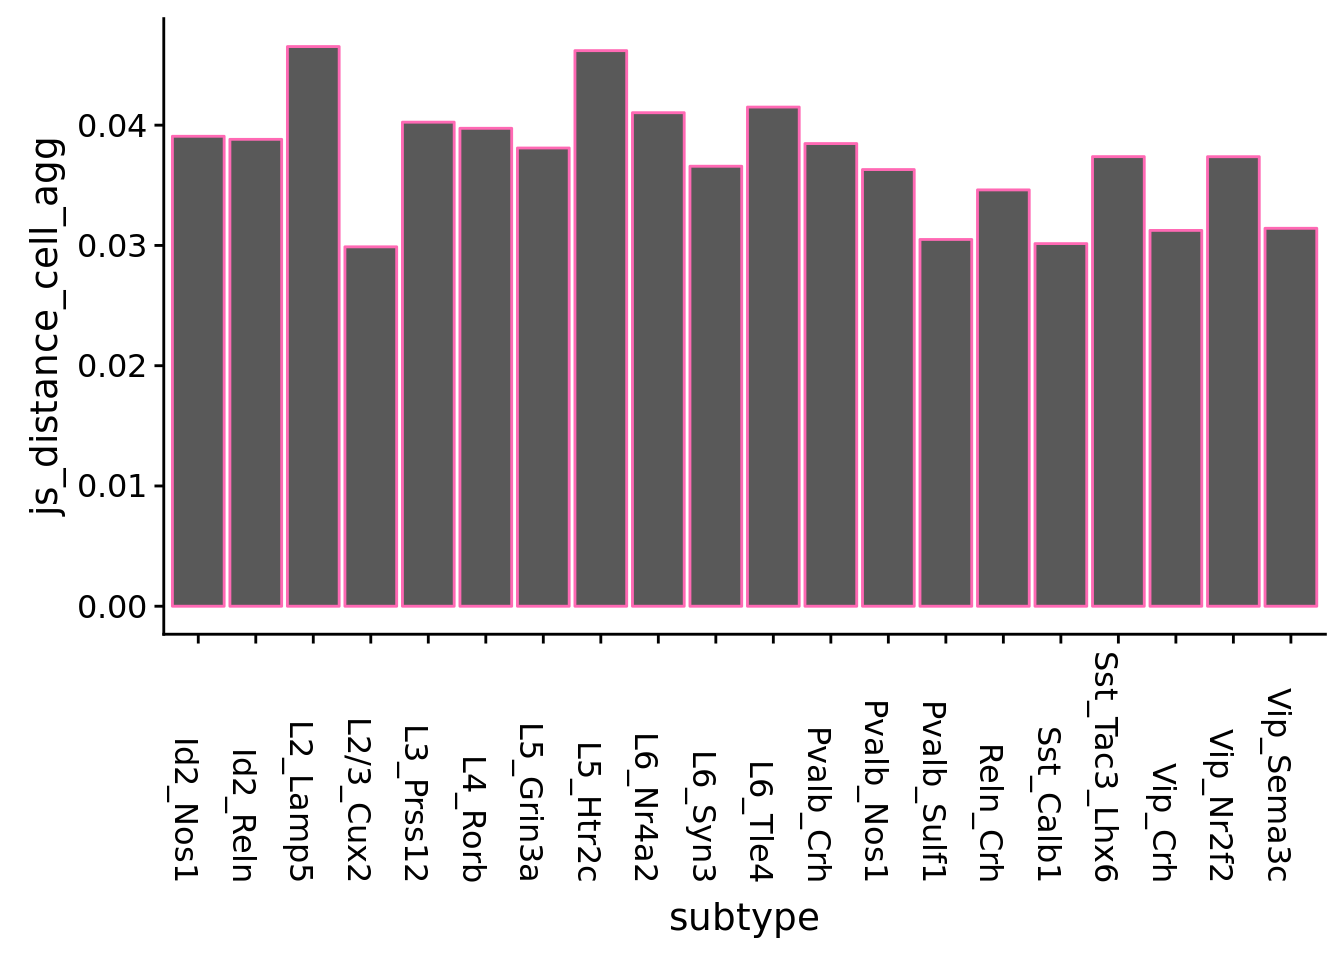 js_distance_cell_agg
0.04
0.03
0.02
0.01
0.00
Id2_Nos1
Id2_Reln
L2_Lamp5
L2/3_Cux2
L3_Prss12
L4_Rorb
L5_Grin3a
L5_Htr2c
L6_Nr4a2
L6_Syn3
L6_Tle4
Pvalb_Crh
Pvalb_Nos1
Pvalb_Sulf1
Reln_Crh
Sst_Calb1
Sst_Tac3_Lhx6
Vip_Crh
Vip_Nr2f2
Vip_Sema3c
subtype